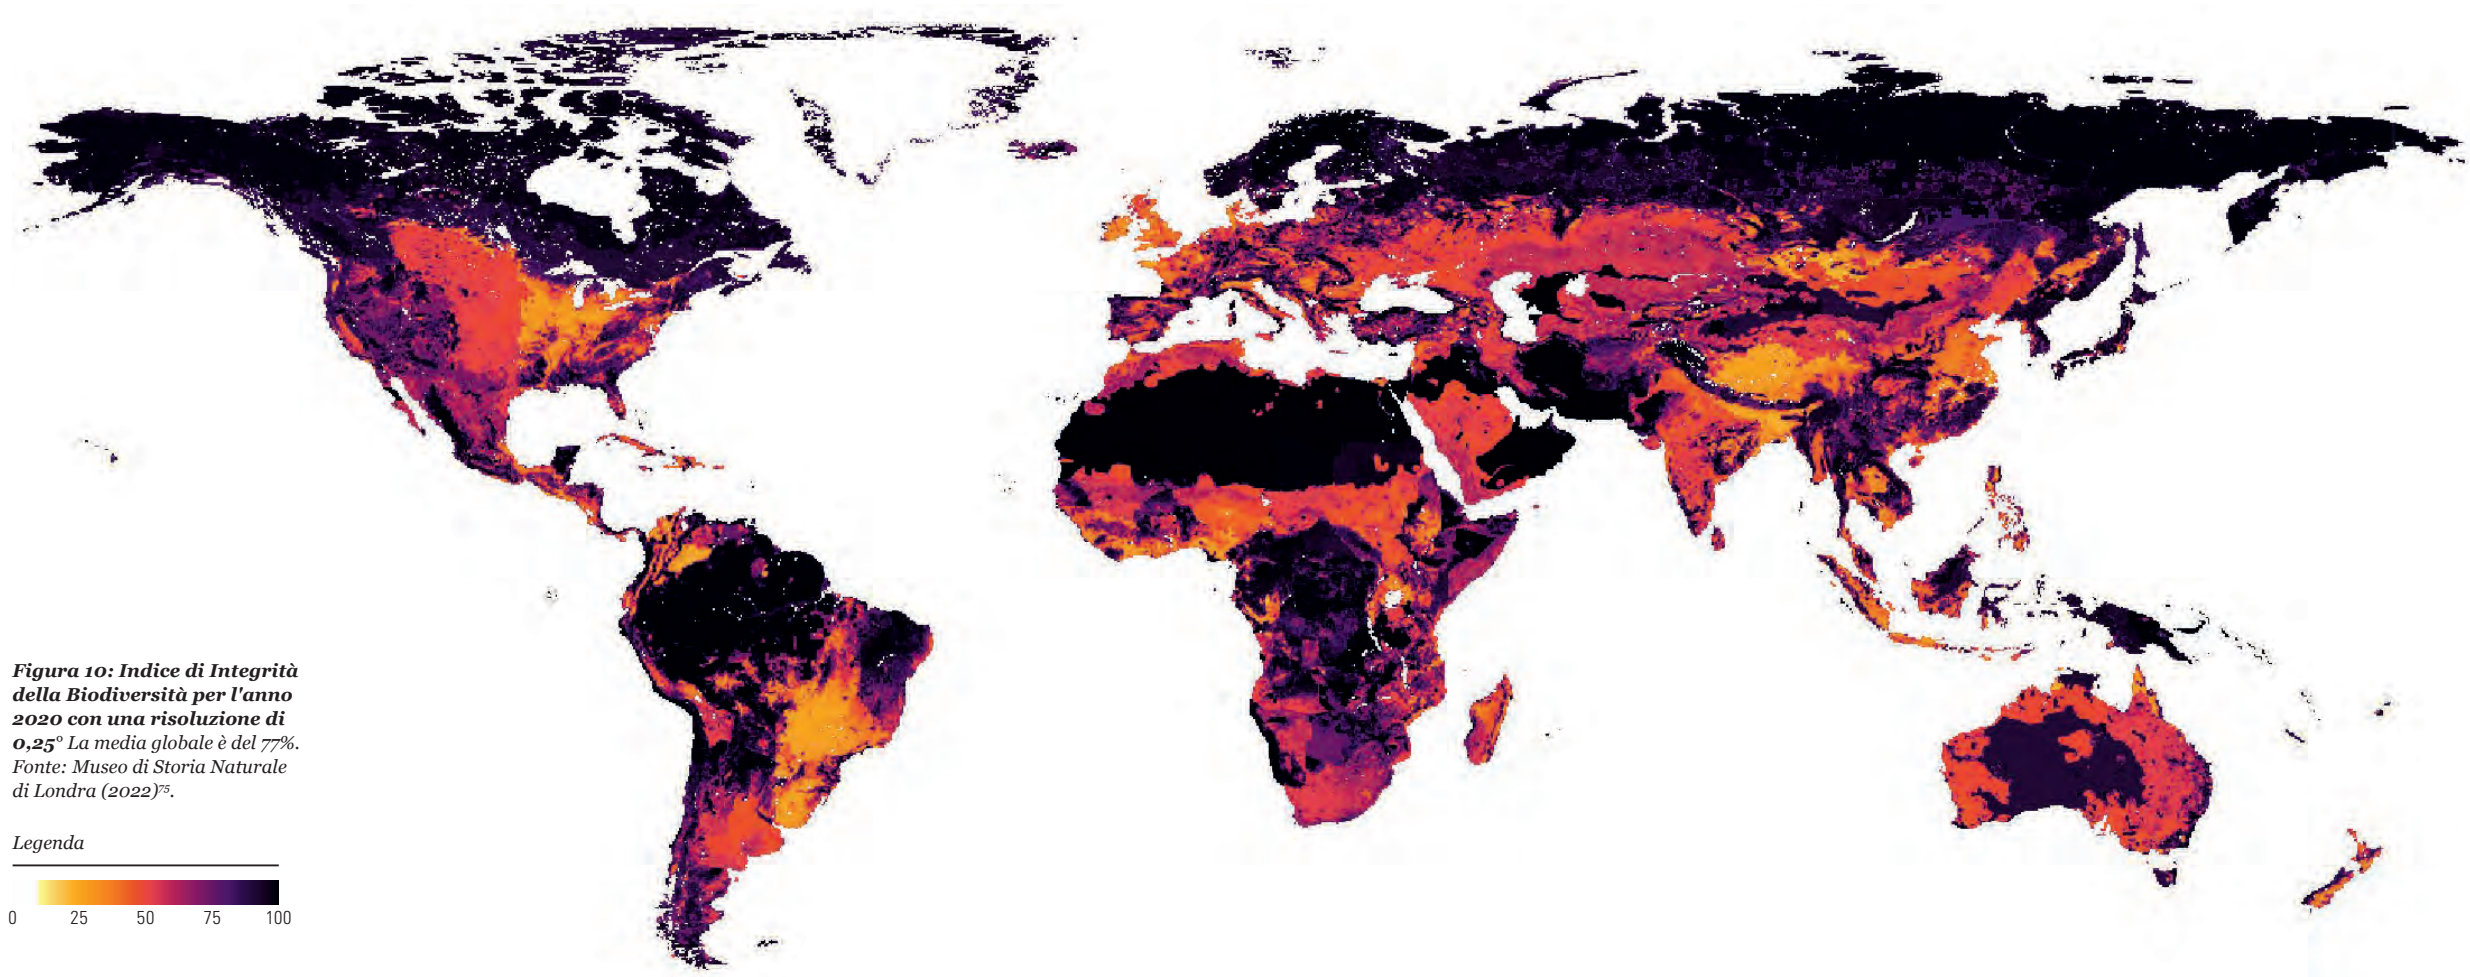 Figura 10: Indice di Integrità
della Biodiversità per l'anno
2020 con una risoluzione di
0,25° La media globale è del 77%.
Fonte: Museo di Storia Naturale
di Londra (2022)⁷⁵.
Legenda
0 25 50 75 100